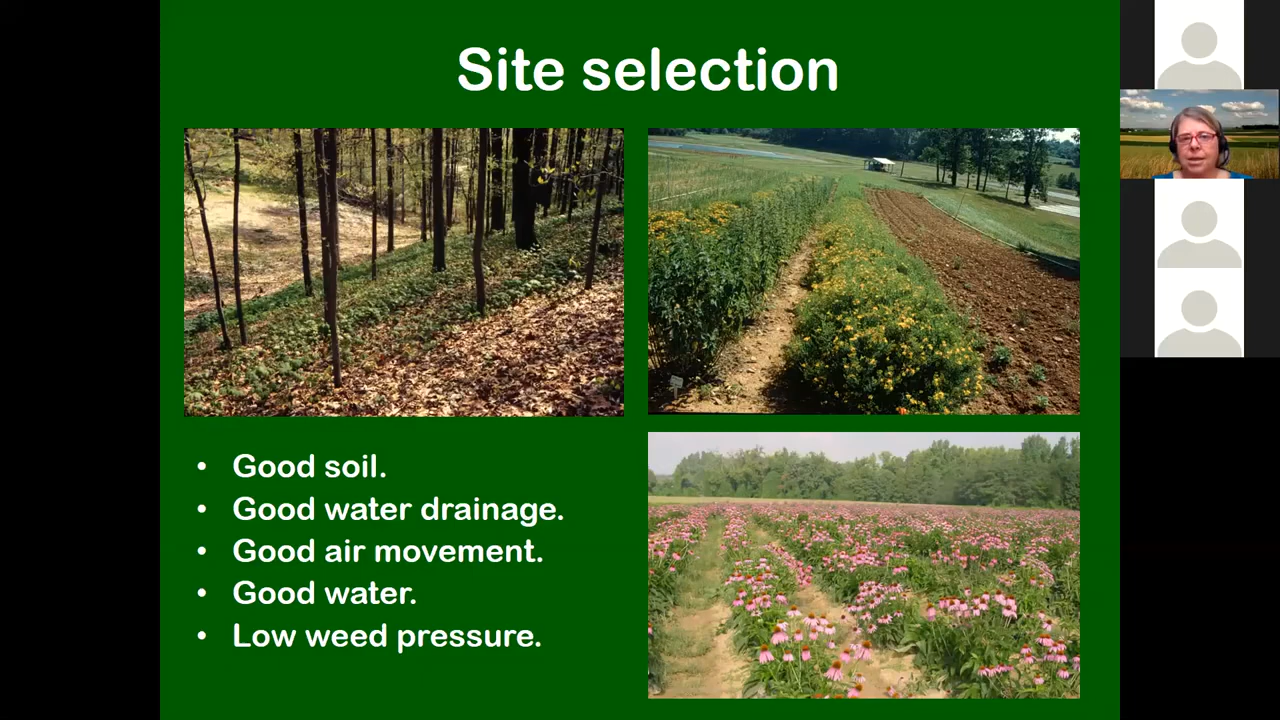 Site selection
• Good soil.
• Good water drainage.
• Good air movement.
• Good water.
• Low weed pressure.